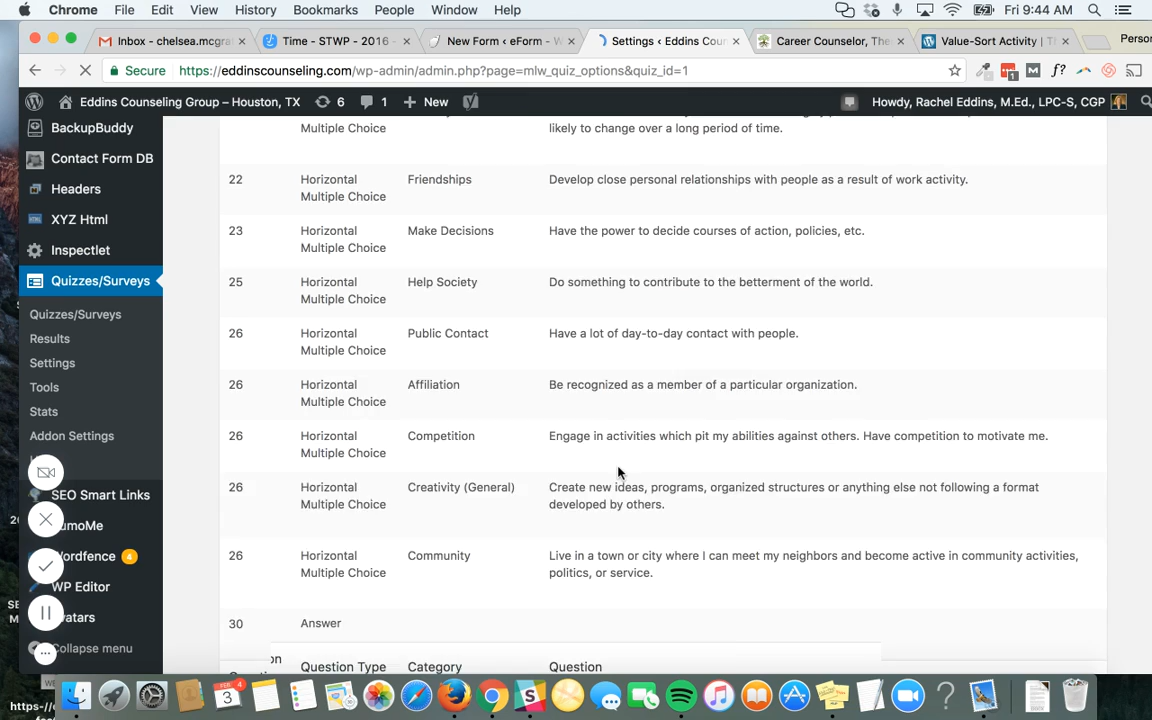 Chrome File Edit View History Bookmarks People Window Help Fri 9:44 AM
Inbox - chelsea.mcgra Time - STWP - 2016 - New Form ‹ eForm - W Settings ‹ Eddins Cour Career Counselor, The Value-Sort Activity | Th Person
Secure https://eddinscounseling.com/wp-admin/admin.php?page=mlw_quiz_options&quiz_id=1
Eddins Counseling Group – Houston, TX 6 1 New Howdy, Rachel Eddins, M.Ed., LPC-S, CGP
BackupBuddy
Contact Form DB
Headers
XYZ Html
Inspectlet
Quizzes/Surveys
Quizzes/Surveys
Results
Settings
Tools
Stats
Addon Settings
SEO Smart Links
umoMe
ordfence 4
WP Editor
vatars
Collapse menu
Multiple Choice likely to change over a long period of time.
22 Horizontal Friendships Develop close personal relationships with people as a result of work activity.
Multiple Choice
23 Horizontal Make Decisions Have the power to decide courses of action, policies, etc.
Multiple Choice
25 Horizontal Help Society Do something to contribute to the betterment of the world.
Multiple Choice
26 Horizontal Public Contact Have a lot of day-to-day contact with people.
Multiple Choice
26 Horizontal Affiliation Be recognized as a member of a particular organization.
Multiple Choice
26 Horizontal Competition Engage in activities which pit my abilities against others. Have competition to motivate me.
Multiple Choice
26 Horizontal Creativity (General) Create new ideas, programs, organized structures or anything else not following a format
Multiple Choice developed by others.
26 Horizontal Community Live in a town or city where I can meet my neighbors and become active in community activities,
Multiple Choice politics, or service.
30 Answer
on
Question Type Category Question